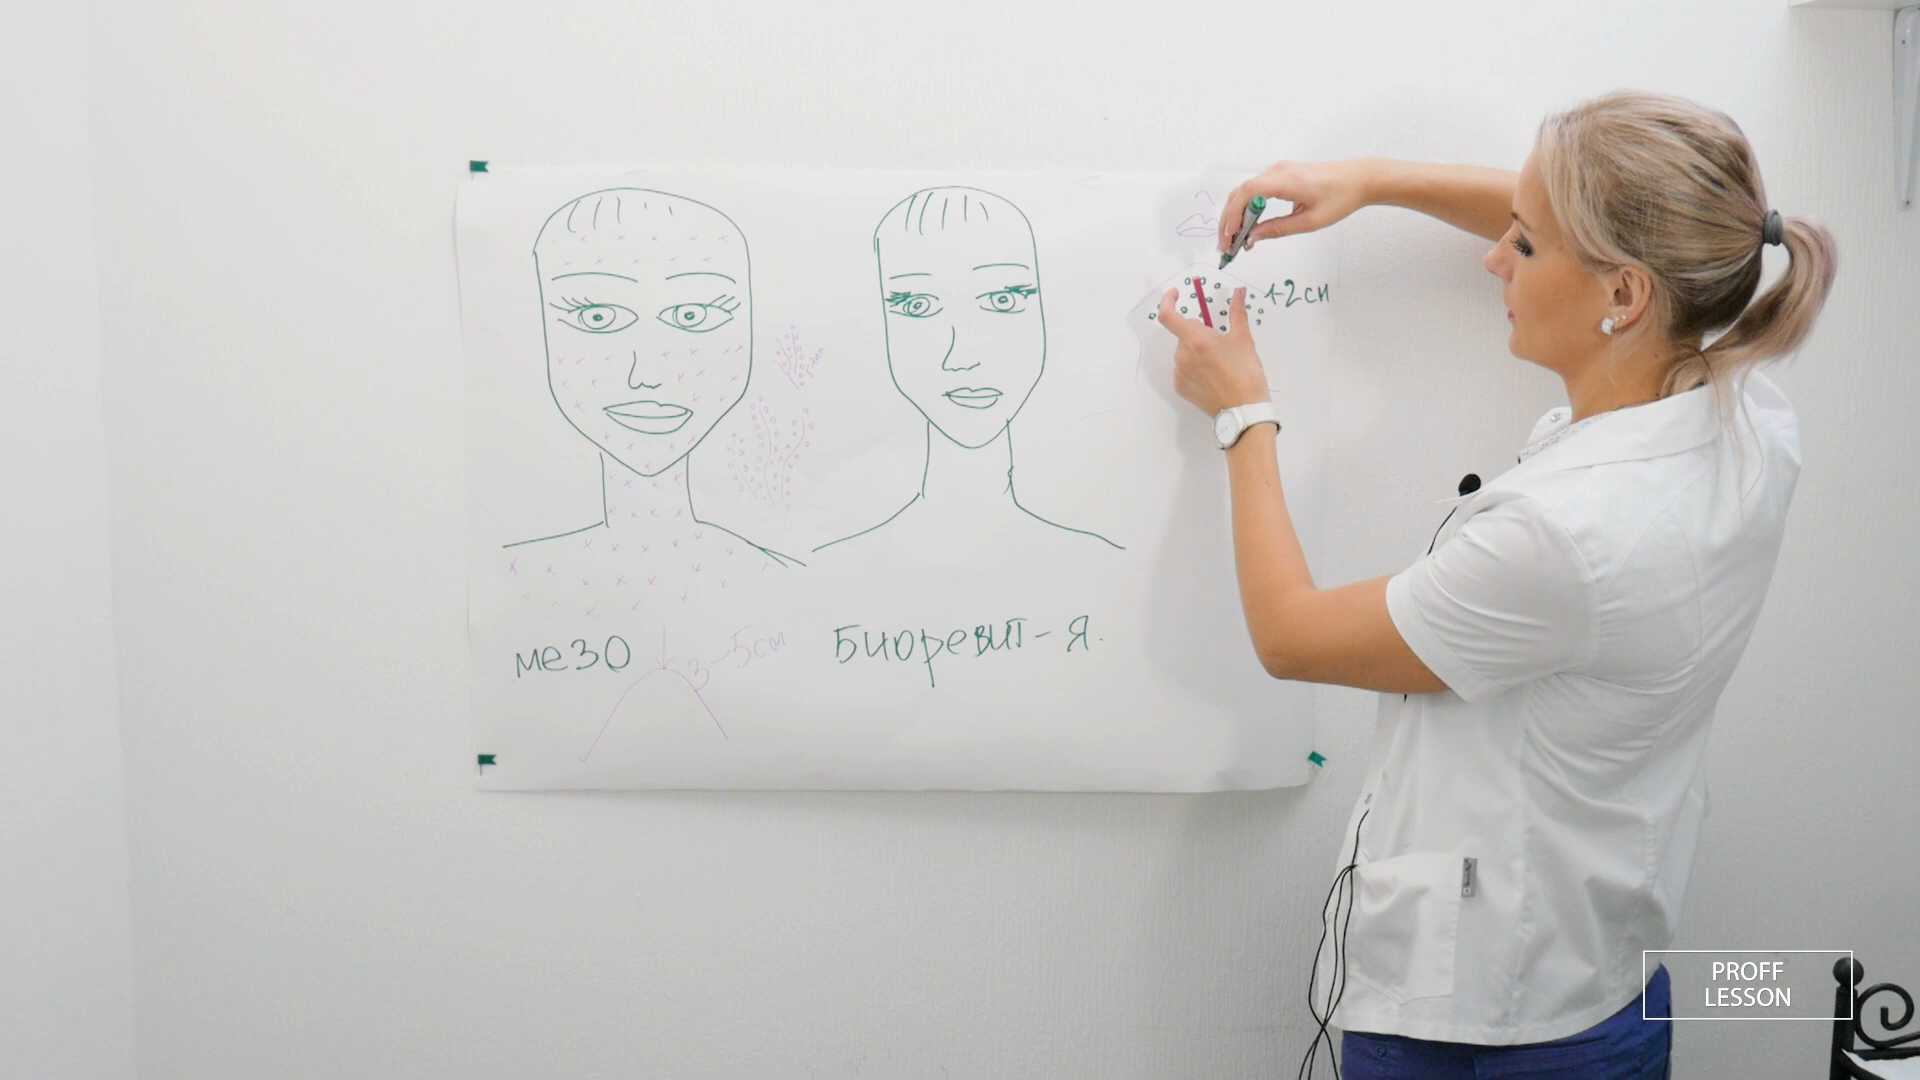 1-2см
мезо
3-5см
Биоревит-я.
PROFF
LESSON